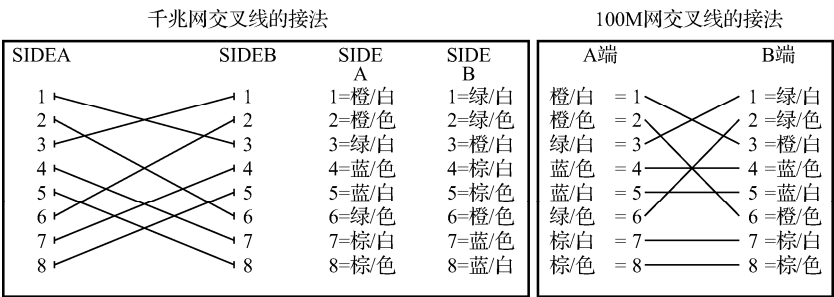 千兆网交叉线的接法
SIDEA SIDEB SIDE A SIDE B
1 1 1=橙/白 1=绿/白
2 2 2=橙/色 2=绿/色
3 3 3=绿/白 3=橙/白
4 4 4=蓝/色 4=棕/白
5 5 5=蓝/白 5=棕/色
6 6 6=绿/色 6=橙/色
7 7 7=棕/白 7=蓝/色
8 8 8=棕/色 8=蓝/白
100M网交叉线的接法
A端 B端
橙/白 = 1 1 =绿/白
橙/色 = 2 2 =绿/色
绿/白 = 3 3 =橙/白
蓝/色 = 4 4 =蓝/色
蓝/白 = 5 5 =蓝/白
绿/色 = 6 6 =橙/色
棕/白 = 7 7 =棕/白
棕/色 = 8 8 =棕/色